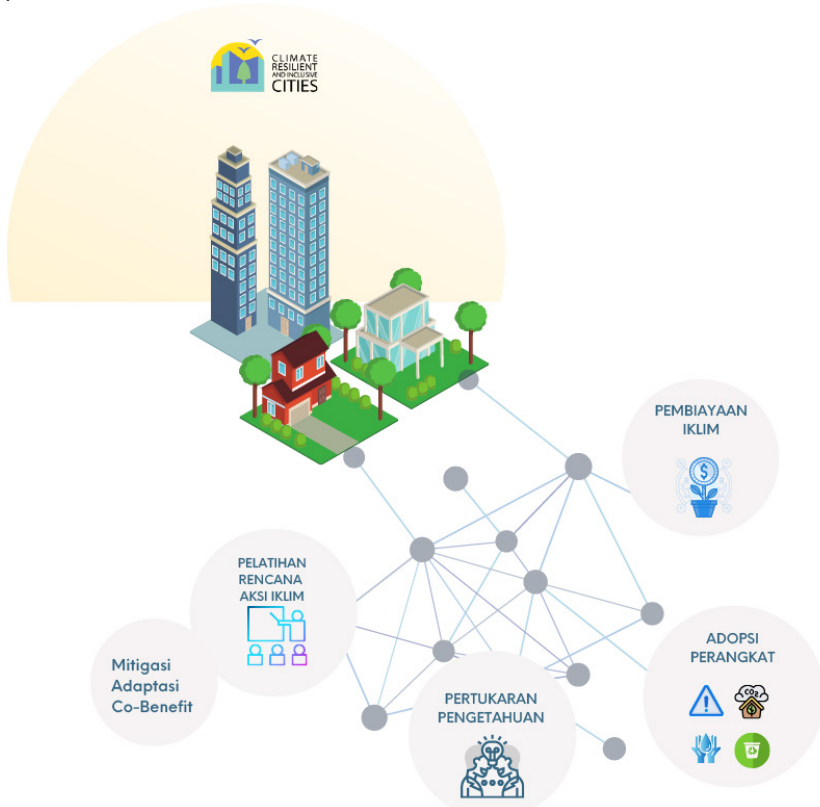 CLIMATE
RESILIENT
AND INCLUSIVE
CITIES
PEMBIAYAAN
IKLIM
$
PELATIHAN
RENCANA
AKSI IKLIM
Mitigasi
Adaptasi
Co-Benefit
PERTUKARAN
PENGETAHUAN
ADOPSI
PERANGKAT
CO2